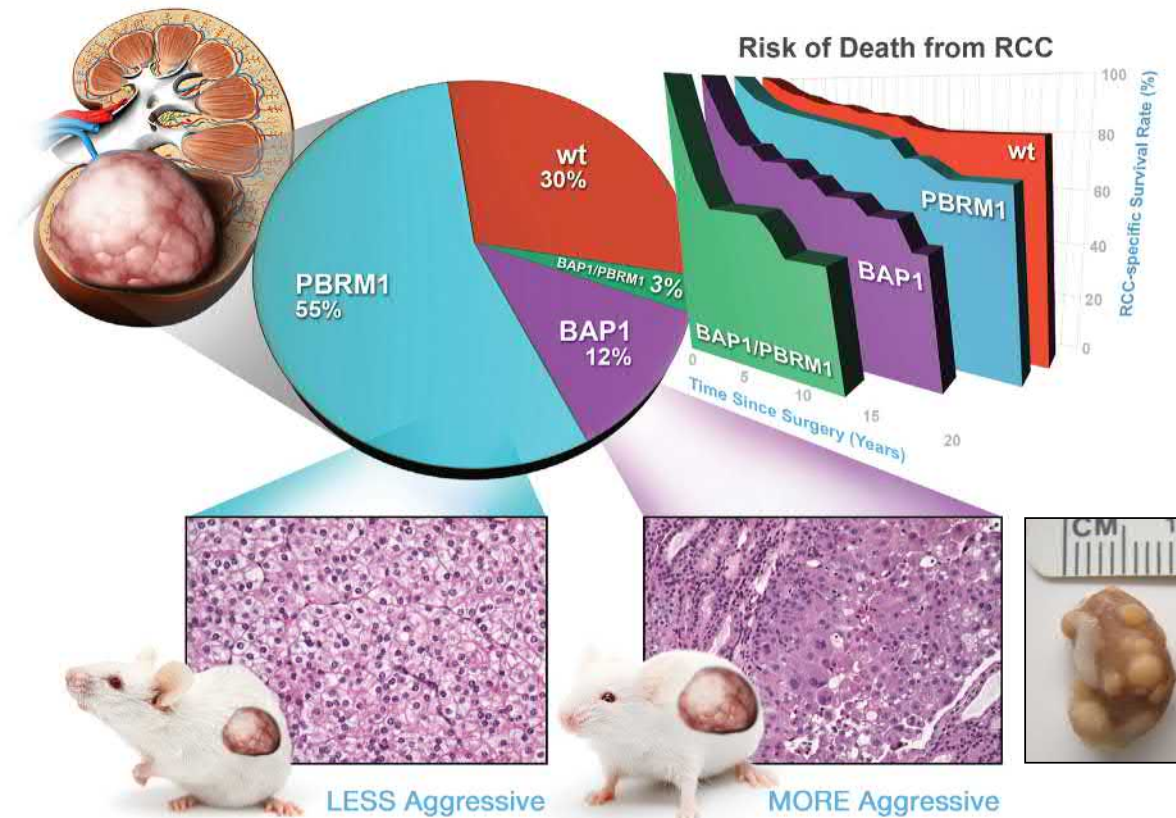 Risk of Death from RCC
wt
30%
BAP1/PBRM1 3%
PBRM1
55%
BAP1
12%
wt
PBRM1
BAP1
BAP1/PBRM1
100
80
60
40
20
0
RCC-specific Survival Rate (%)
0
5
10
15
20
Time Since Surgery (Years)
CM
1
LESS Aggressive
MORE Aggressive